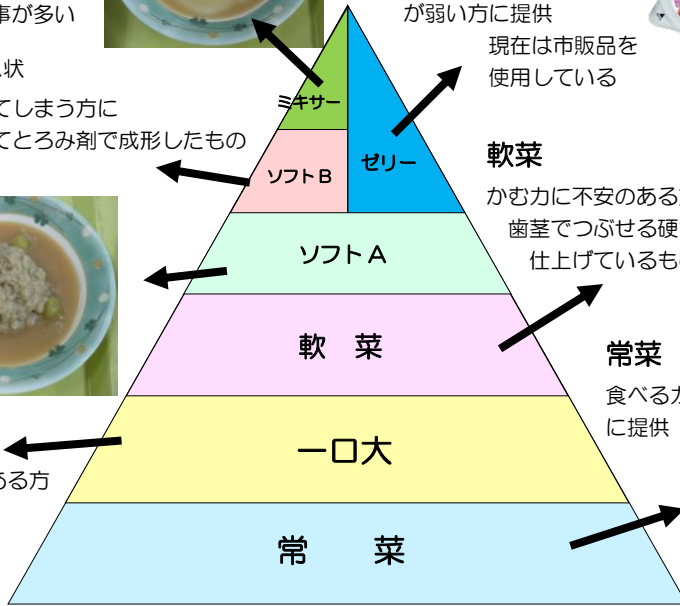 事が多い
が弱い方に提供
現在は市販品を
使用している
状
てしまう方に
てとろみ剤で成形したもの
ミキサー
ゼリー
ソフトB
軟菜
かむ力に不安のある
歯茎でつぶせる硬
仕上げているも
ソフトA
軟 菜
常菜
食べる
に提供
一口大
ある方
常 菜